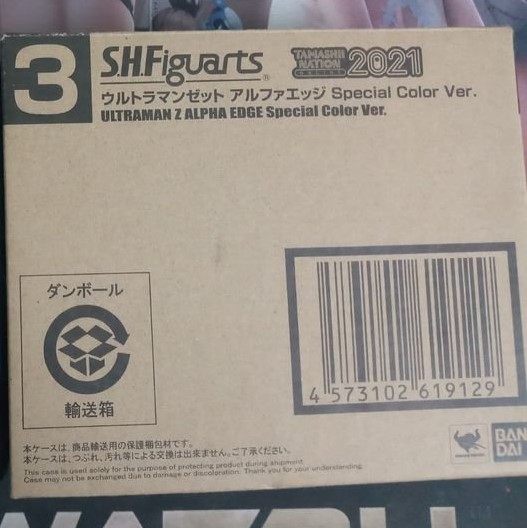 3
S.H.Figuarts®
TAMASHII NATION 2021
ウルトラマンゼット アルファエッジ Special Color Ver.
ULTRAMAN Z ALPHA EDGE Special Color Ver.
ダンボール
輸送箱
4 573102 619129
本ケースは、商品輸送用の保護梱包材です。
本ケースは、つぶれ、汚れ等による交換は出来ません。ご了承ください。
This case is used solely for the purpose of protecting product during shipment.
Case may not be exchanged due to damage or discoloration. Thank you for your understanding.
BAN
DAI